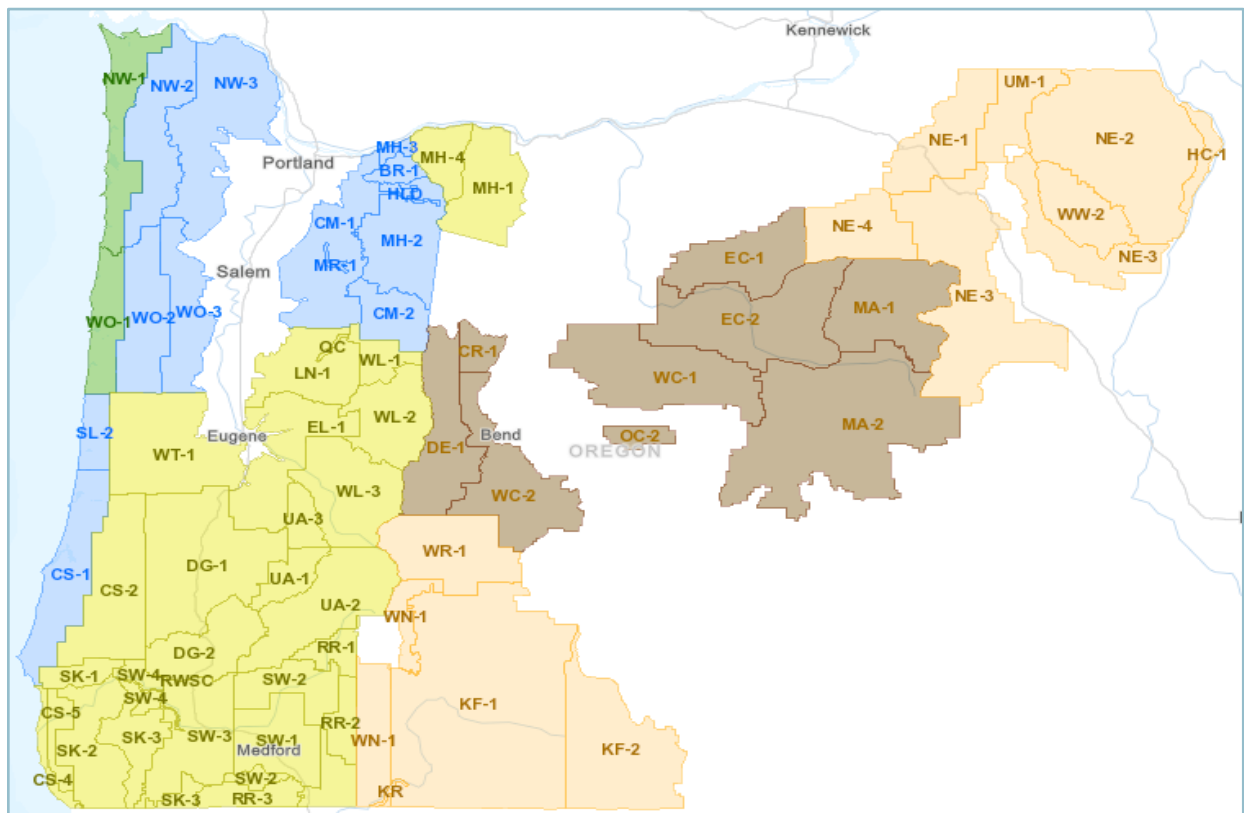 Kennewick
NW-1
NW-2
NW-3
UM-1
NE-1
NE-2
HC-1
Portland
MH-3
MH-4
BR-1
MH-1
HLD
WW-2
CM-1
MH-2
NE-4
NE-3
EC-1
MR-1
Salem
NE-3
WO-1
WO-2
WO-3
CM-2
EC-2
MA-1
QC
WL-1
CR-1
LN-1
WC-1
SL-2
WL-2
EL-1
Eugene
DE-1
Bend
OC-2
MA-2
OREGON
WT-1
WL-3
WC-2
UA-3
WR-1
CS-1
CS-2
DG-1
UA-1
UA-2
WN-1
DG-2
RR-1
SK-1
SW-4
RWSC
SW-2
SW-4
KF-1
CS-5
RR-2
SK-2
SK-3
SW-3
SW-1
WN-1
Medford
KF-2
CS-4
SW-2
KR
SK-3
RR-3